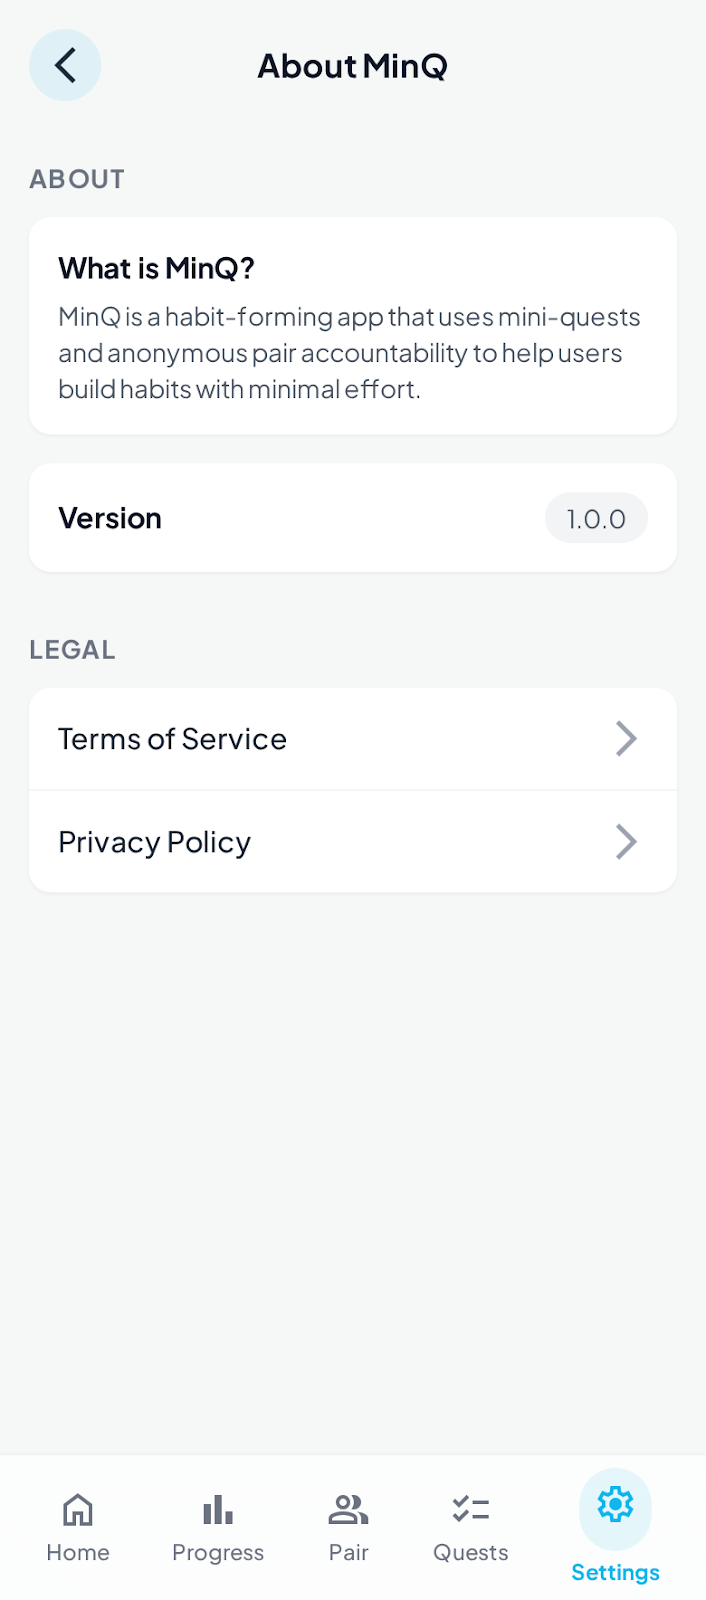 About MinQ
ABOUT
What is MinQ?
MinQ is a habit-forming app that uses mini-quests
and anonymous pair accountability to help users
build habits with minimal effort.
Version
1.0.0
LEGAL
Terms of Service
Privacy Policy
Home
Progress
Pair
Quests
Settings